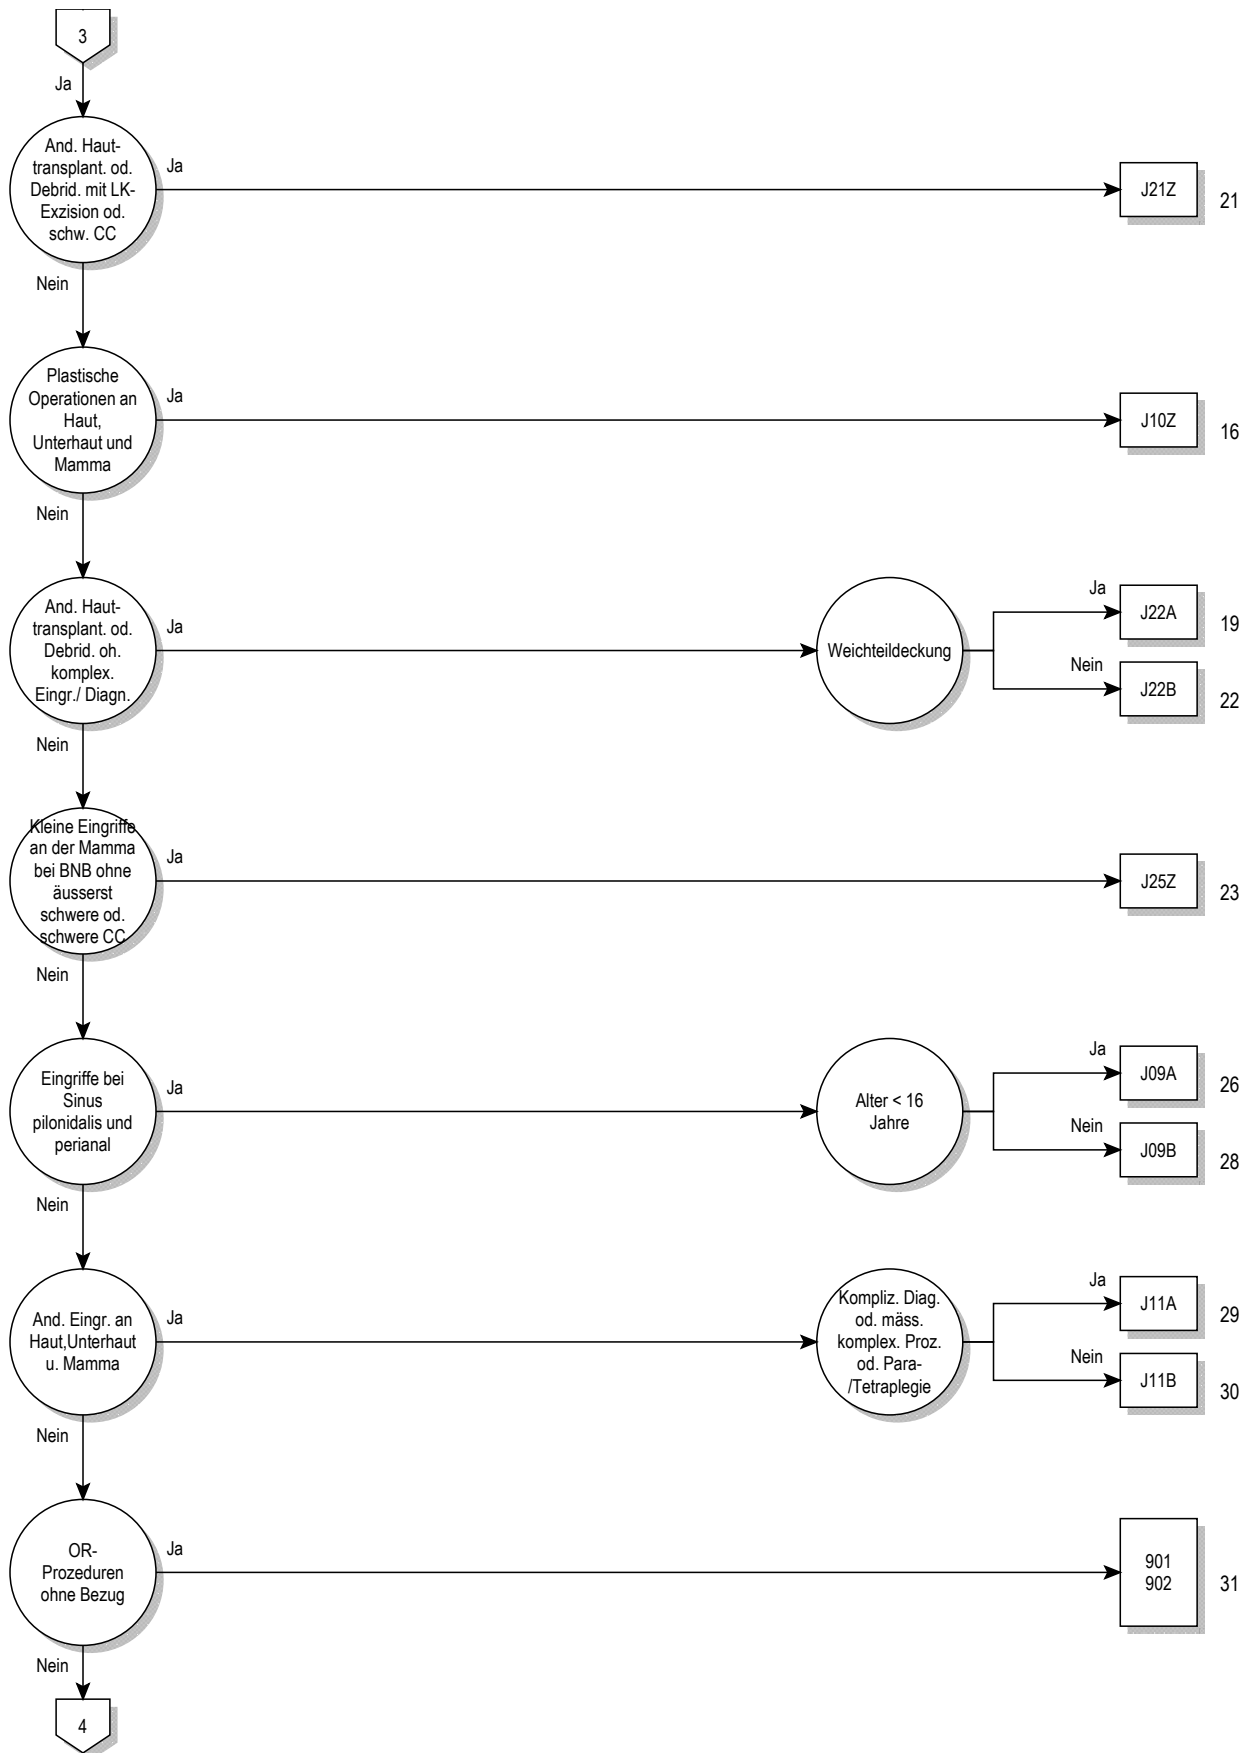 3
Ja
And. Haut-
transplant. od.
Debrid. mit LK-
Exzision od.
schw. CC
Ja
J21Z
21
Nein
Plastische
Operationen an
Haut,
Unterhaut und
Mamma
Ja
J10Z
16
Nein
And. Haut-
transplant. od.
Debrid. oh.
komplex.
Eingr./ Diagn.
Ja
Weichteildeckung
Ja
J22A
19
Nein
J22B
22
Nein
Kleine Eingriffe
an der Mamma
bei BNB ohne
äusserst
schwere od.
schwere CC
Ja
J25Z
23
Nein
Eingriffe bei
Sinus
pilonidalis und
perianal
Ja
Alter < 16
Jahre
Ja
J09A
26
Nein
J09B
28
Nein
And. Eingr. an
Haut,Unterhaut
u. Mamma
Ja
Kompliz. Diag.
od. mäss.
komplex. Proz.
od. Para-
/Tetraplegie
Ja
J11A
29
Nein
J11B
30
Nein
OR-
Prozeduren
ohne Bezug
Ja
901
902
31
Nein
4